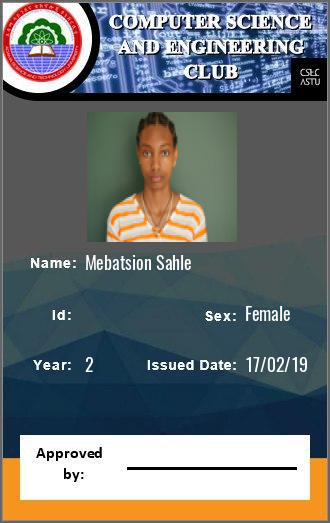 COMPUTER SCIENCE
AND ENGINEERING
CLUB
CSEC
ASTU
Name: Mebatsion Sahle
Id:
Sex: Female
Year: 2
Issued Date: 17/02/19
Approved
by: